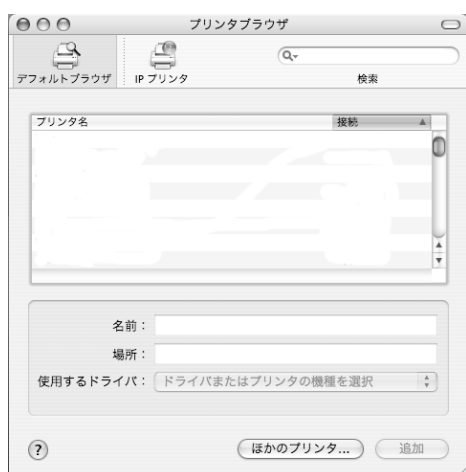 プリンタブラウザ
デフォルトブラウザ
IP プリンタ
検索
プリンタ名
接続
名前：
場所：
使用するドライバ：
ドライバまたはプリンタの機種を選択
?
ほかのプリンタ...
追加